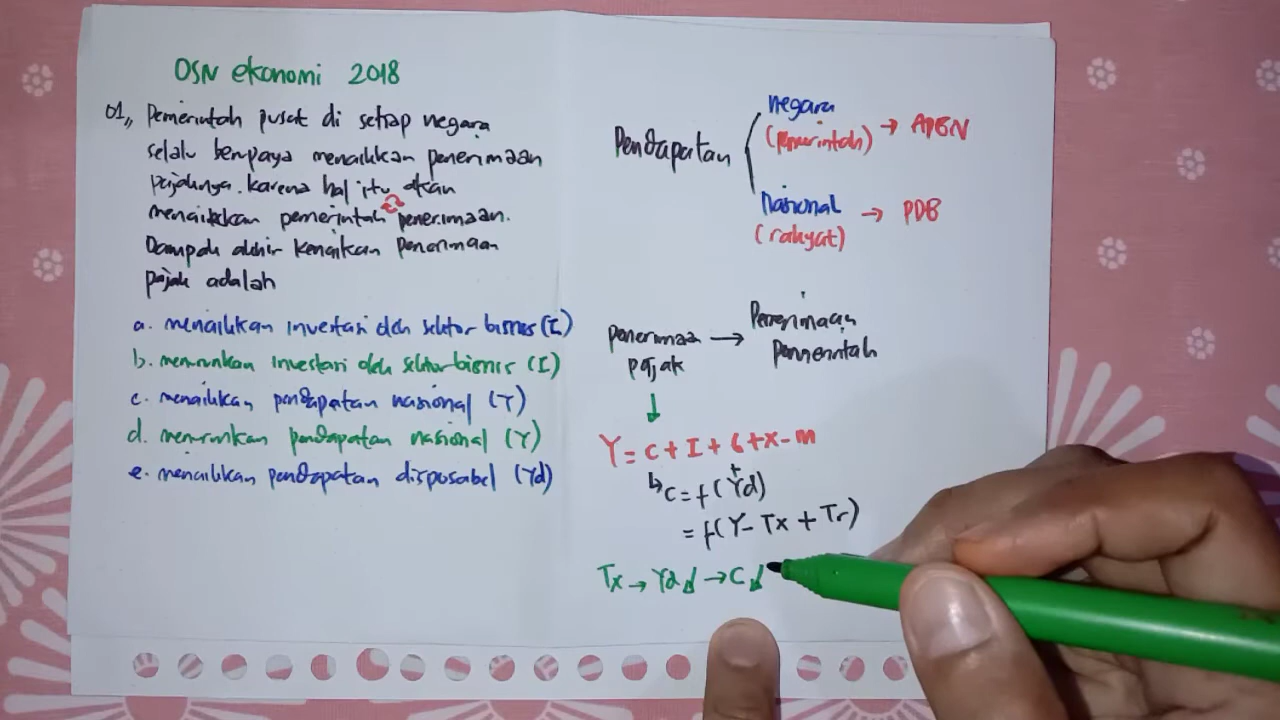 OSN ekonomi 2018
01,, Pemerintah pusat di setiap negara
selalu berupaya menaikkan penerimaan
pajaknya. karena hal itu akan
menaikkan pemerintah penerimaan.
Dampak akhir kenaikan penerimaan
pajak adalah
a. menaikkan investasi oleh sektor bisnis (I)
b. menurunkan investasi oleh sektor bisnis (I)
c. menaikkan pendapatan nasional (Y)
d. menurunkan pendapatan nasional (Y)
e. menaikkan pendapatan disposabel (Yd)
Pendapatan
negara
(pemerintah) → APBN
Nasional → PDB
(rakyat)
penerimaan → Penerimaan
pajak pemerintah
↓
Y = C + I + G + X - M
↳ C = f(Yd)
+
= f(Y - Tx + Tr)
Tx → Yd↓ → C↓